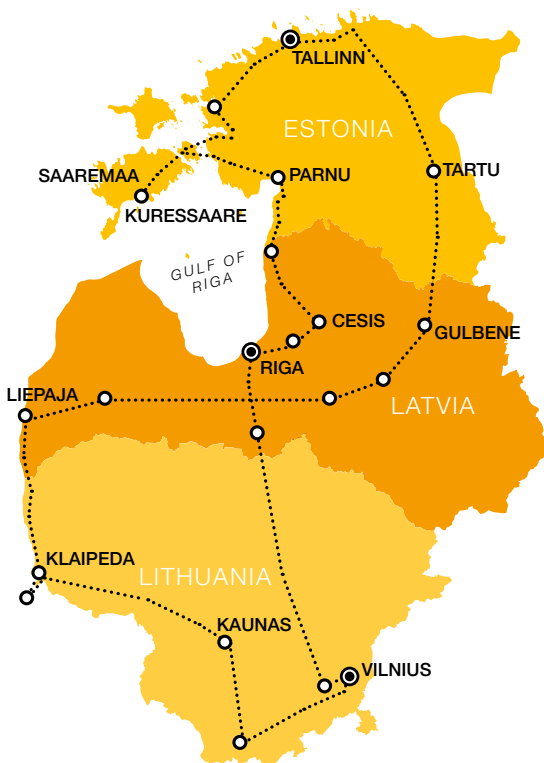 TALLINN
ESTONIA
SAAREMAA
PARNU
TARTU
KURESSAARE
GULF OF
RIGA
CESIS
GULBENE
RIGA
LIEPAJA
LATVIA
KLAIPEDA
LITHUANIA
KAUNAS
VILNIUS